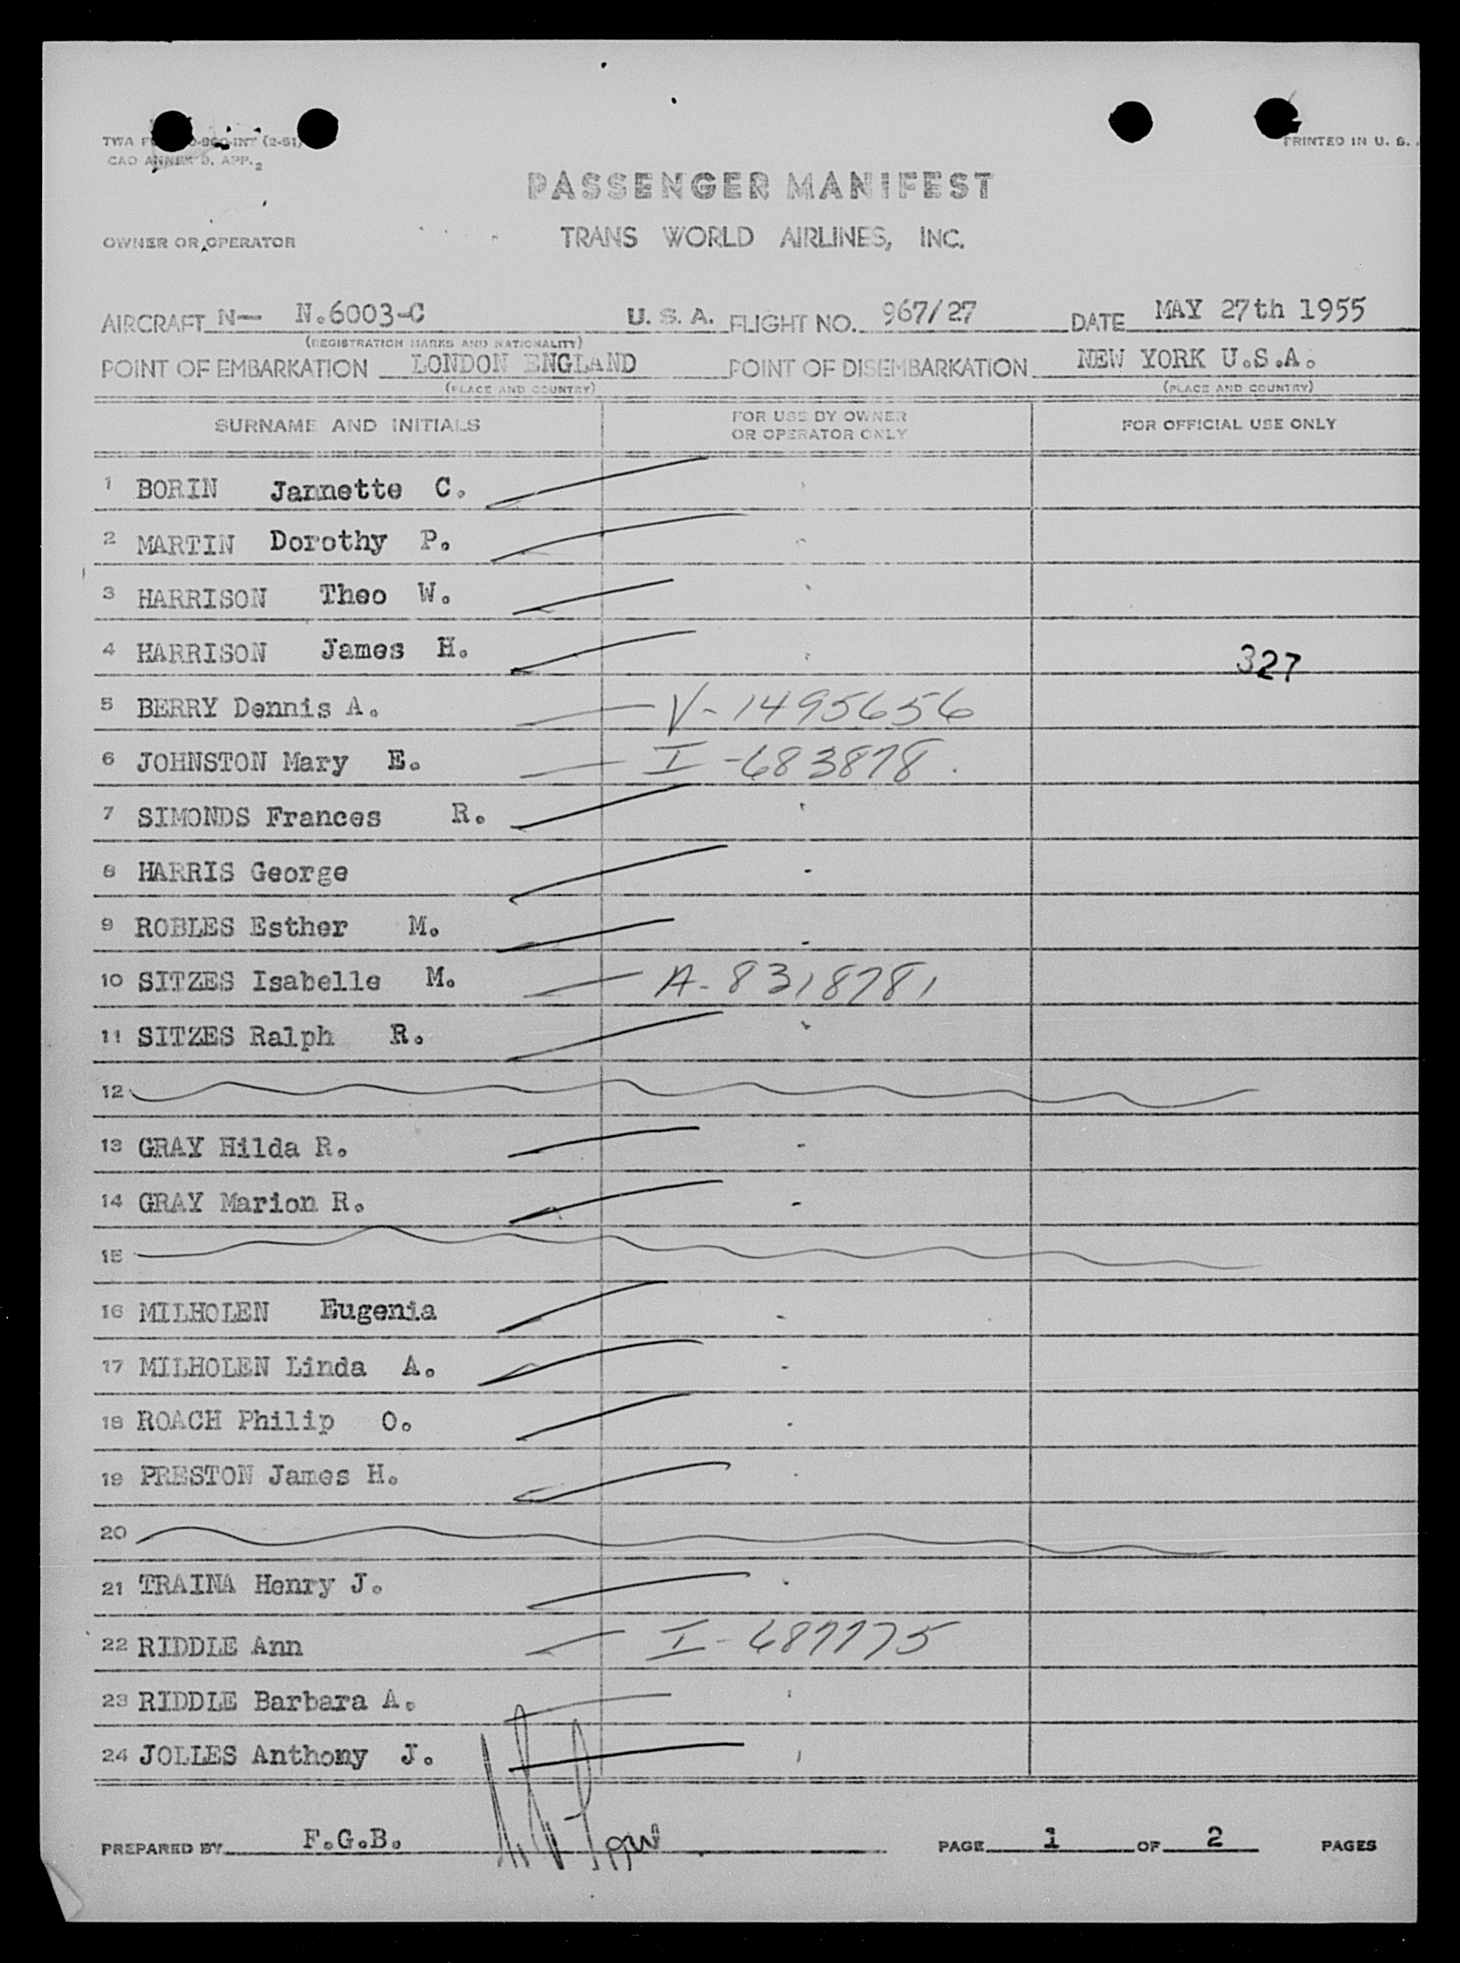 PRINTED IN U. S.
CAO ANNEX 9, APP. 2
PASSENGER MANIFEST
OWNER OR OPERATOR TRANS WORLD AIRLINES, INC.
AIRCRAFT N— N.6003-C U. S. A. FLIGHT NO. 967/27 DATE MAY 27th 1955
(REGISTRATION MARKS AND NATIONALITY)
POINT OF EMBARKATION LONDON ENGLAND POINT OF DISEMBARKATION NEW YORK U.S.A.
(PLACE AND COUNTRY) (PLACE AND COUNTRY)
SURNAME AND INITIALS FOR USE BY OWNER OR OPERATOR ONLY FOR OFFICIAL USE ONLY
1 BORIN Jannette C.
2 MARTIN Dorothy P.
3 HARRISON Theo W.
4 HARRISON James H. 327
5 BERRY Dennis A. V-1495656
6 JOHNSTON Mary E. I-683878.
7 SIMONDS Frances R.
8 HARRIS George
9 ROBLES Esther M.
10 SITZES Isabelle M. A-8318781
11 SITZES Ralph R.
12
13 GRAY Hilda R.
14 GRAY Marion R.
15
16 MILHOLEN Eugenia
17 MILHOLEN Linda A.
18 ROACH Philip O.
19 PRESTON James H.
20
21 TRAINA Henry J.
22 RIDDLE Ann I-687775
23 RIDDLE Barbara A.
24 JOLLES Anthony J.
PREPARED BY F.G.B. PAGE 1 OF 2 PAGES